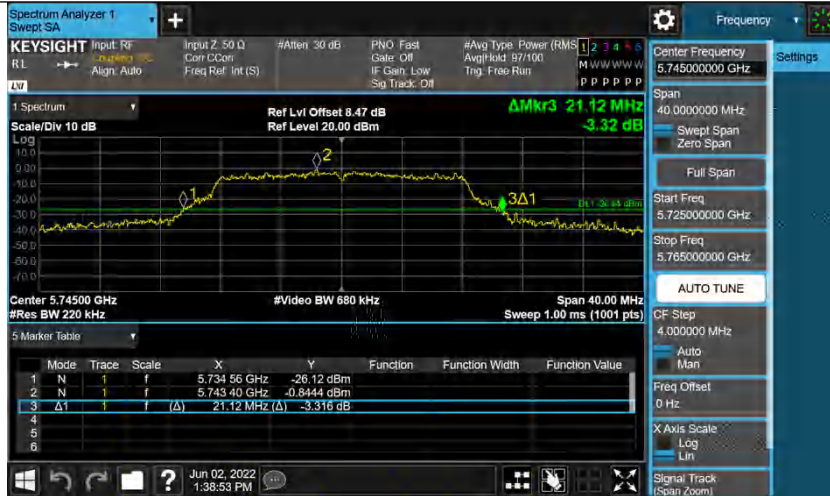 Spectrum Analyzer 1
Swept SA
+
Frequency
KEYSIGHT
Input: RF
Input Z: 50 Ω
#Atten: 30 dB
PNO: Fast
#Avg Type: Power (RMS
1 2 3 4 5 6
RL
Corr CCorr
Gate: Off
Avg|Hold: 97/100
M W W W W W
Align: Auto
Freq Ref: Int (S)
IF Gain: Low
Trig: Free Run
Sig Track: Off
P P P P P P
LXI
1 Spectrum
Scale/Div 10 dB
Ref Lvl Offset 8.47 dB
Ref Level 20.00 dBm
ΔMkr3 21.12 MHz
-3.32 dB
Log
10.0
0.00
-10.0
-20.0
-30.0
-40.0
-50.0
-60.0
-70.0
1
2
3Δ1
Center 5.74500 GHz
#Video BW 680 kHz
Span 40.00 MHz
#Res BW 220 kHz
Sweep 1.00 ms (1001 pts)
5 Marker Table
Mode Trace Scale X Y Function Function Width Function Value
1 N 1 f 5.734 56 GHz -26.12 dBm
2 N 1 f 5.743 40 GHz -0.8444 dBm
3 Δ1 1 f (Δ) 21.12 MHz (Δ) -3.316 dB
4
5
6
?
Jun 02, 2022
1:38:53 PM
Center Frequency
5.745000000 GHz
Settings
Span
40.0000000 MHz
Swept Span
Zero Span
Full Span
Start Freq
5.725000000 GHz
Stop Freq
5.765000000 GHz
AUTO TUNE
CF Step
4.000000 MHz
Auto
Man
Freq Offset
0 Hz
X Axis Scale
Log
Lin
Signal Track
(Span Zoom)